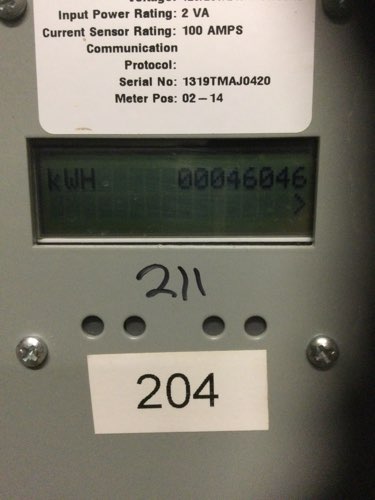 Input Power Rating: 2 VA
Current Sensor Rating: 100 AMPS
Communication
Protocol:
Serial No: 1319TMAJ0420
Meter Pos: 02-14
kWH 00046046
>
211
204